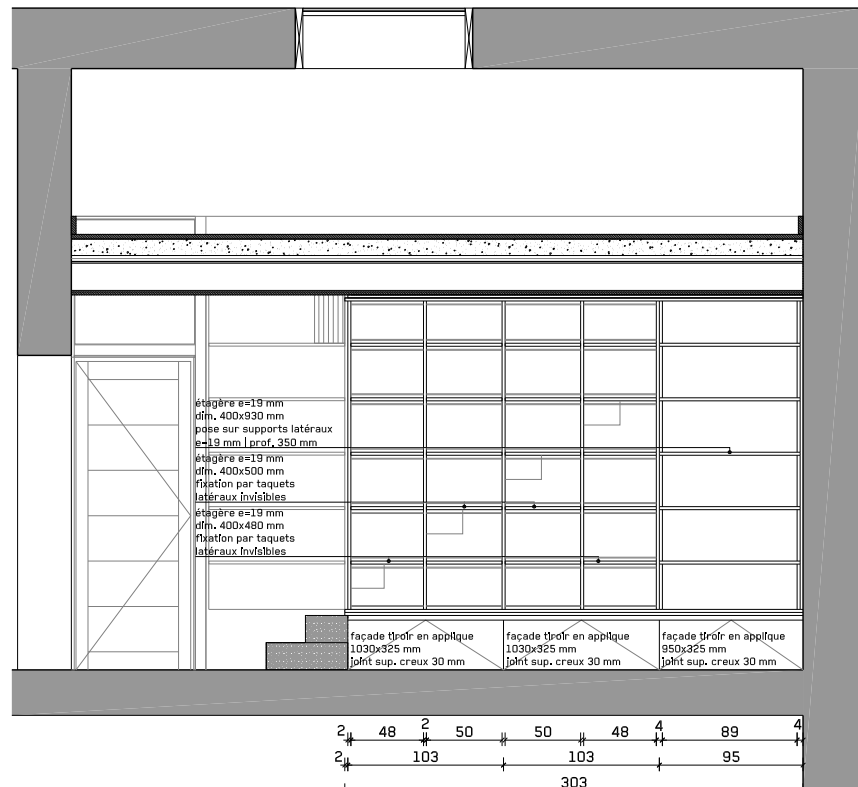 étagère e=19 mm
dim. 400x930 mm
pose sur supports latéraux
e=19 mm | prof. 350 mm
étagère e=19 mm
dim. 400x500 mm
fixation par taquets
latéraux invisibles
étagère e=19 mm
dim. 400x480 mm
fixation par taquets
latéraux invisibles
façade tiroir en applique
1030x325 mm
joint sup. creux 30 mm
façade tiroir en applique
1030x325 mm
joint sup. creux 30 mm
façade tiroir en applique
950x325 mm
joint sup. creux 30 mm
2 48 2 50 50 48 4 89 4
2 103 103 95
303